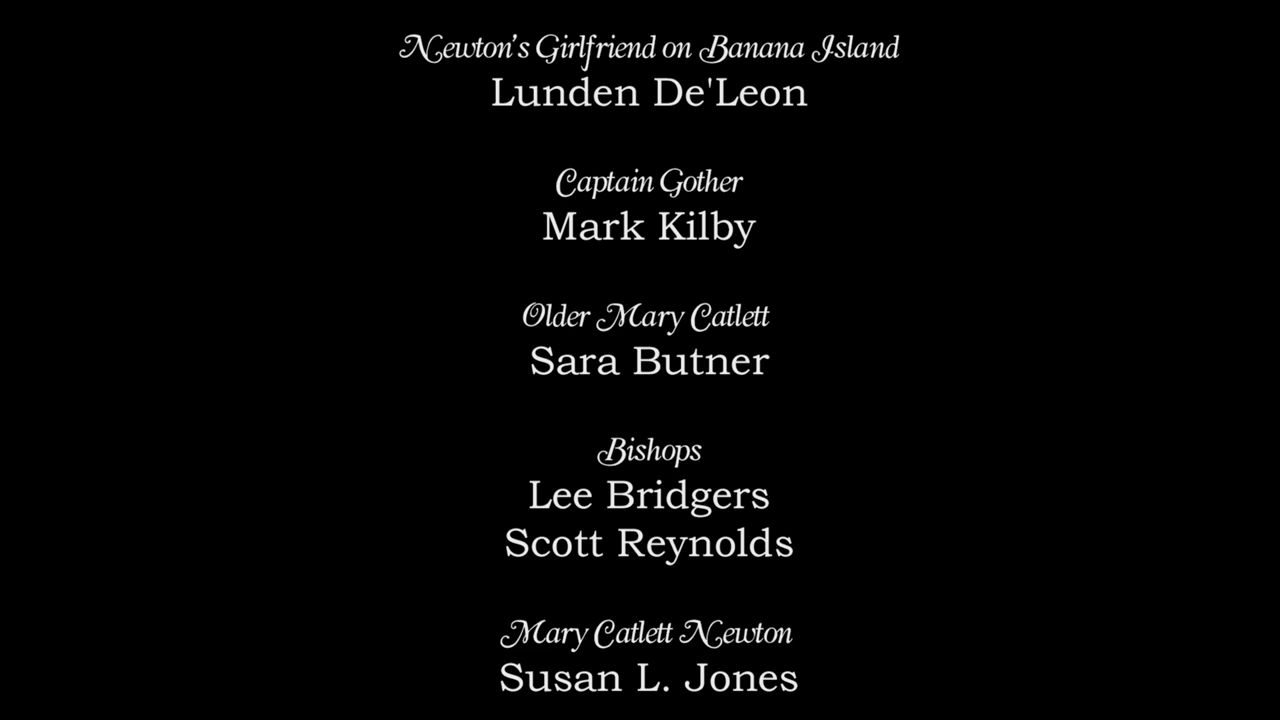 Newton's Girlfriend on Banana Island
Lunden De'Leon
Captain Gother
Mark Kilby
Older Mary Catlett
Sara Butner
Bishops
Lee Bridgers
Scott Reynolds
Mary Catlett Newton
Susan L. Jones